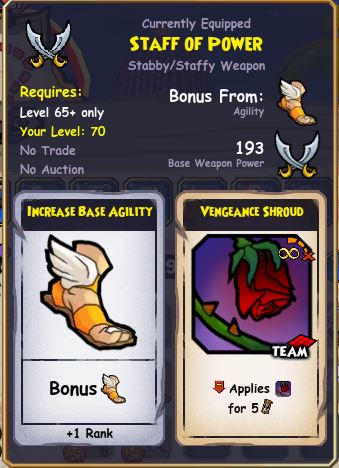 Currently Equipped
STAFF OF POWER
Stabby/Staffy Weapon
Requires:
Level 65+ only
Your Level: 70
No Trade
No Auction
Bonus From:
Agility
193
Base Weapon Power
INCREASE BASE AGILITY
Bonus
+1 Rank
VENGEANCE SHROUD
TEAM
Applies
for 5